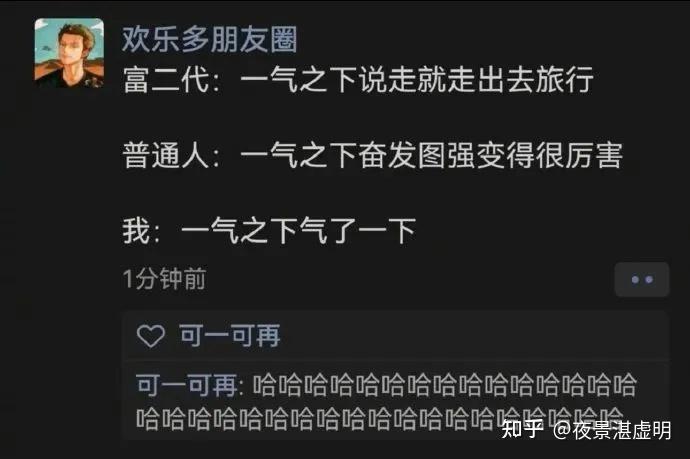 欢乐多朋友圈
富二代：一气之下说走就走出去旅行
普通人：一气之下奋发图强变得很厉害
我：一气之下气了一下
1分钟前
可一可再
可一可再: 哈哈哈哈哈哈哈哈哈哈哈哈哈哈哈
哈哈哈哈哈哈哈哈哈哈哈哈哈哈哈哈哈哈哈
知乎 @夜景湛虚明